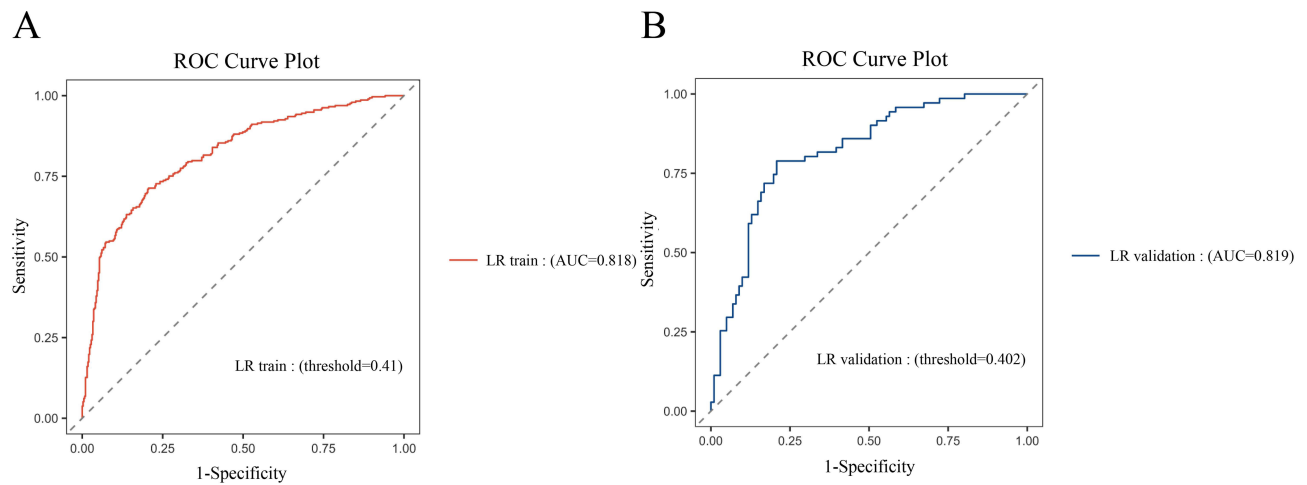 A
ROC Curve Plot
1.00
0.75
0.50
0.25
0.00
Sensitivity
0.00 0.25 0.50 0.75 1.00
1-Specificity
LR train : (threshold=0.41)
LR train : (AUC=0.818)
B
ROC Curve Plot
1.00
0.75
0.50
0.25
0.00
Sensitivity
0.00 0.25 0.50 0.75 1.00
1-Specificity
LR validation : (threshold=0.402)
LR validation : (AUC=0.819)